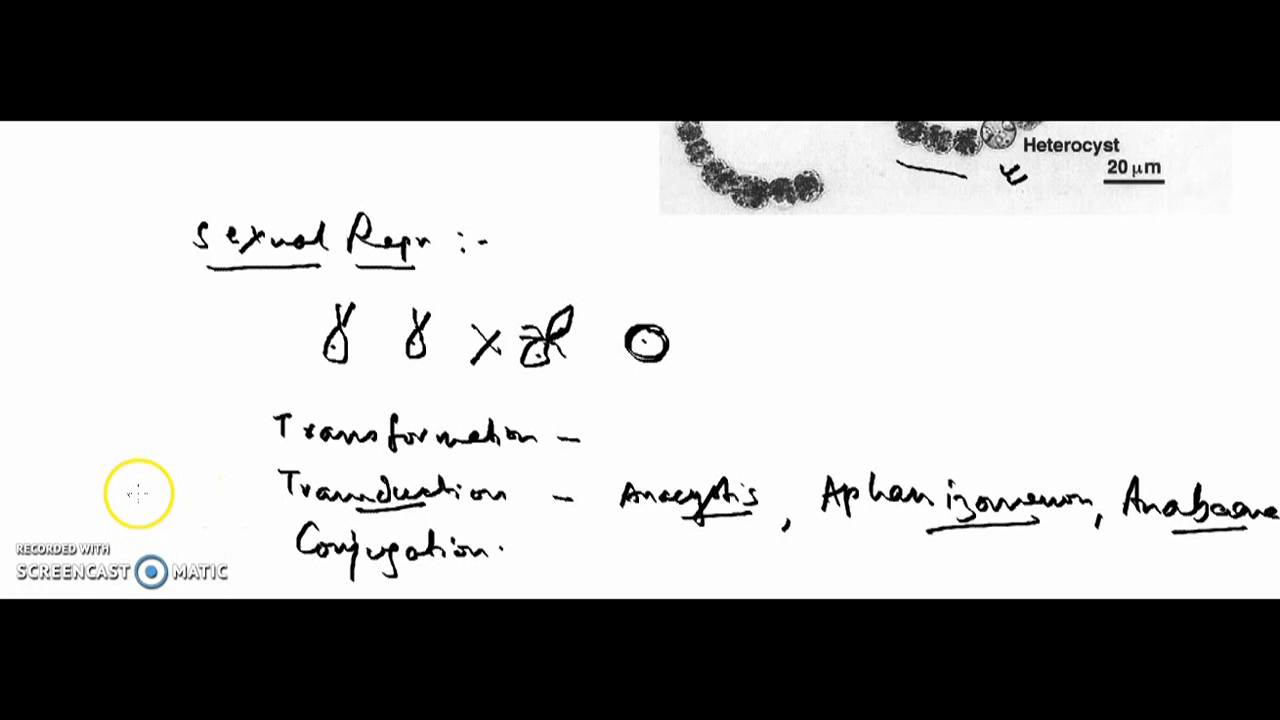 Heterocyst
20 μm
Sexual Repr :-
Transformation -
Transduction - Anacystis, Aphanizomenon, Anabaena
Conjugation.
RECORDED WITH
SCREENCAST MATIC